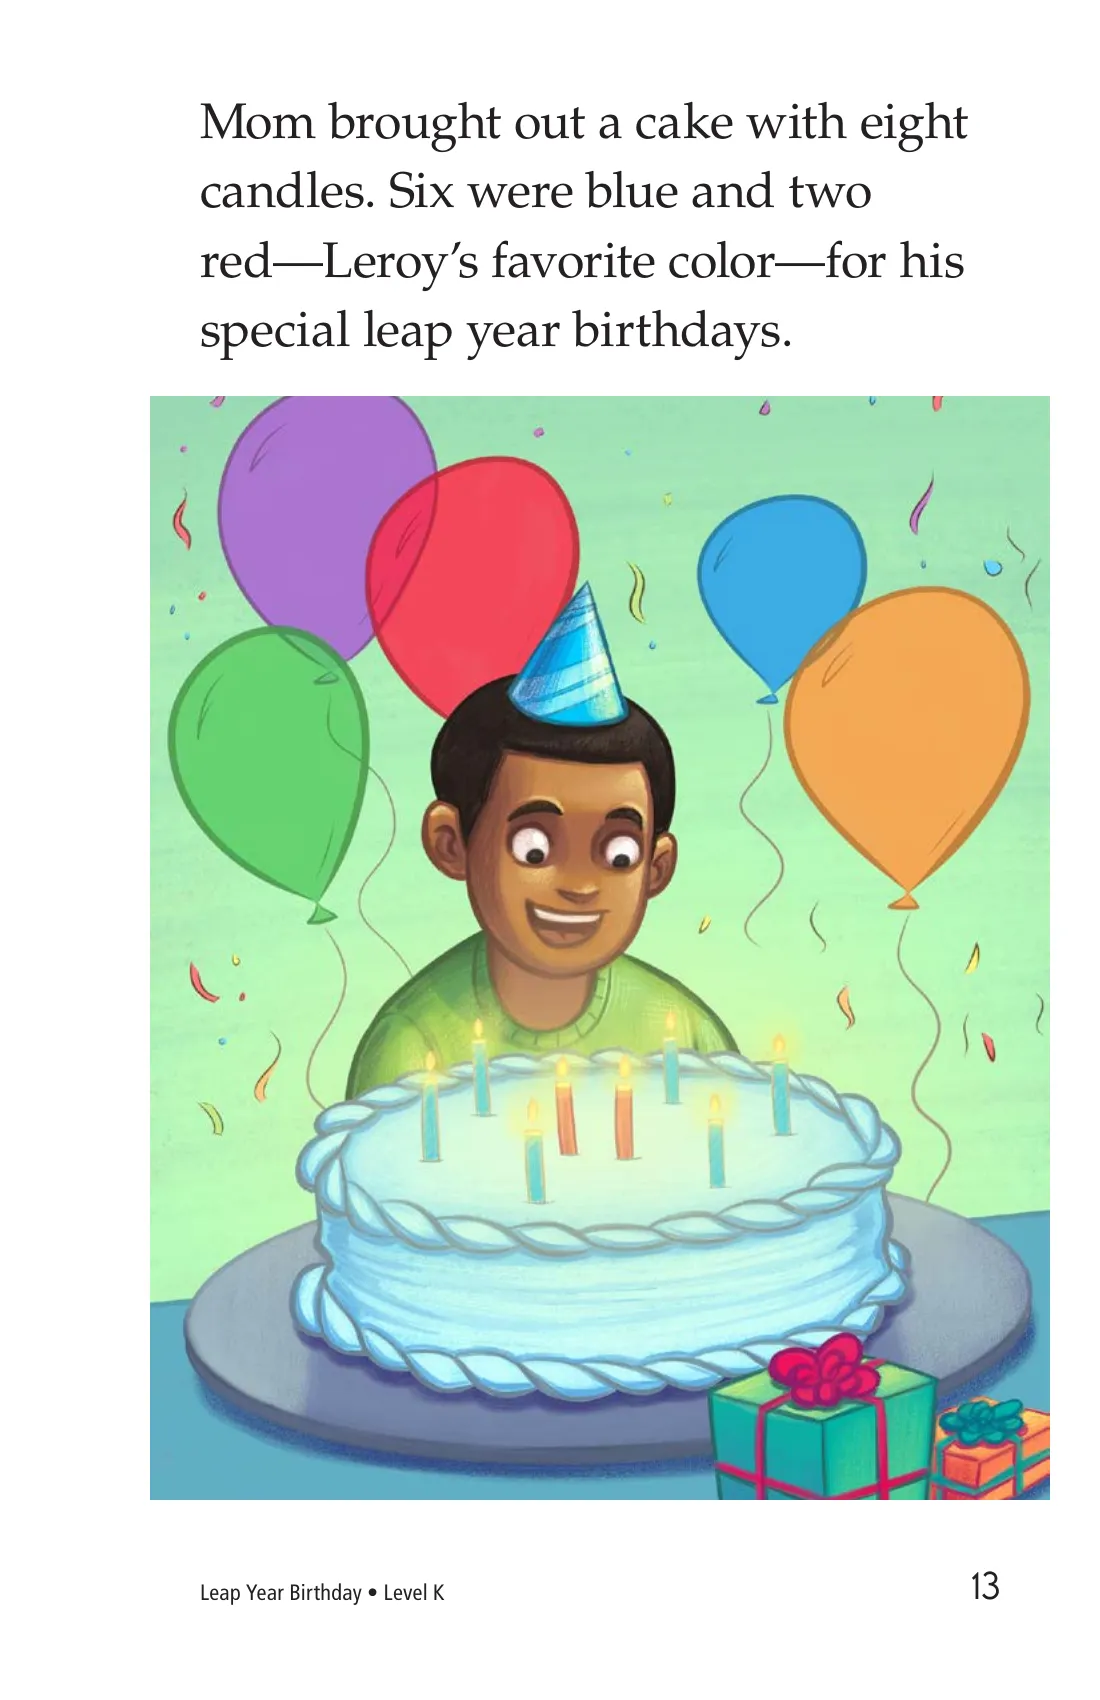 Mom brought out a cake with eight
candles. Six were blue and two
red—Leroy’s favorite color—for his
special leap year birthdays.
Leap Year Birthday • Level K
13